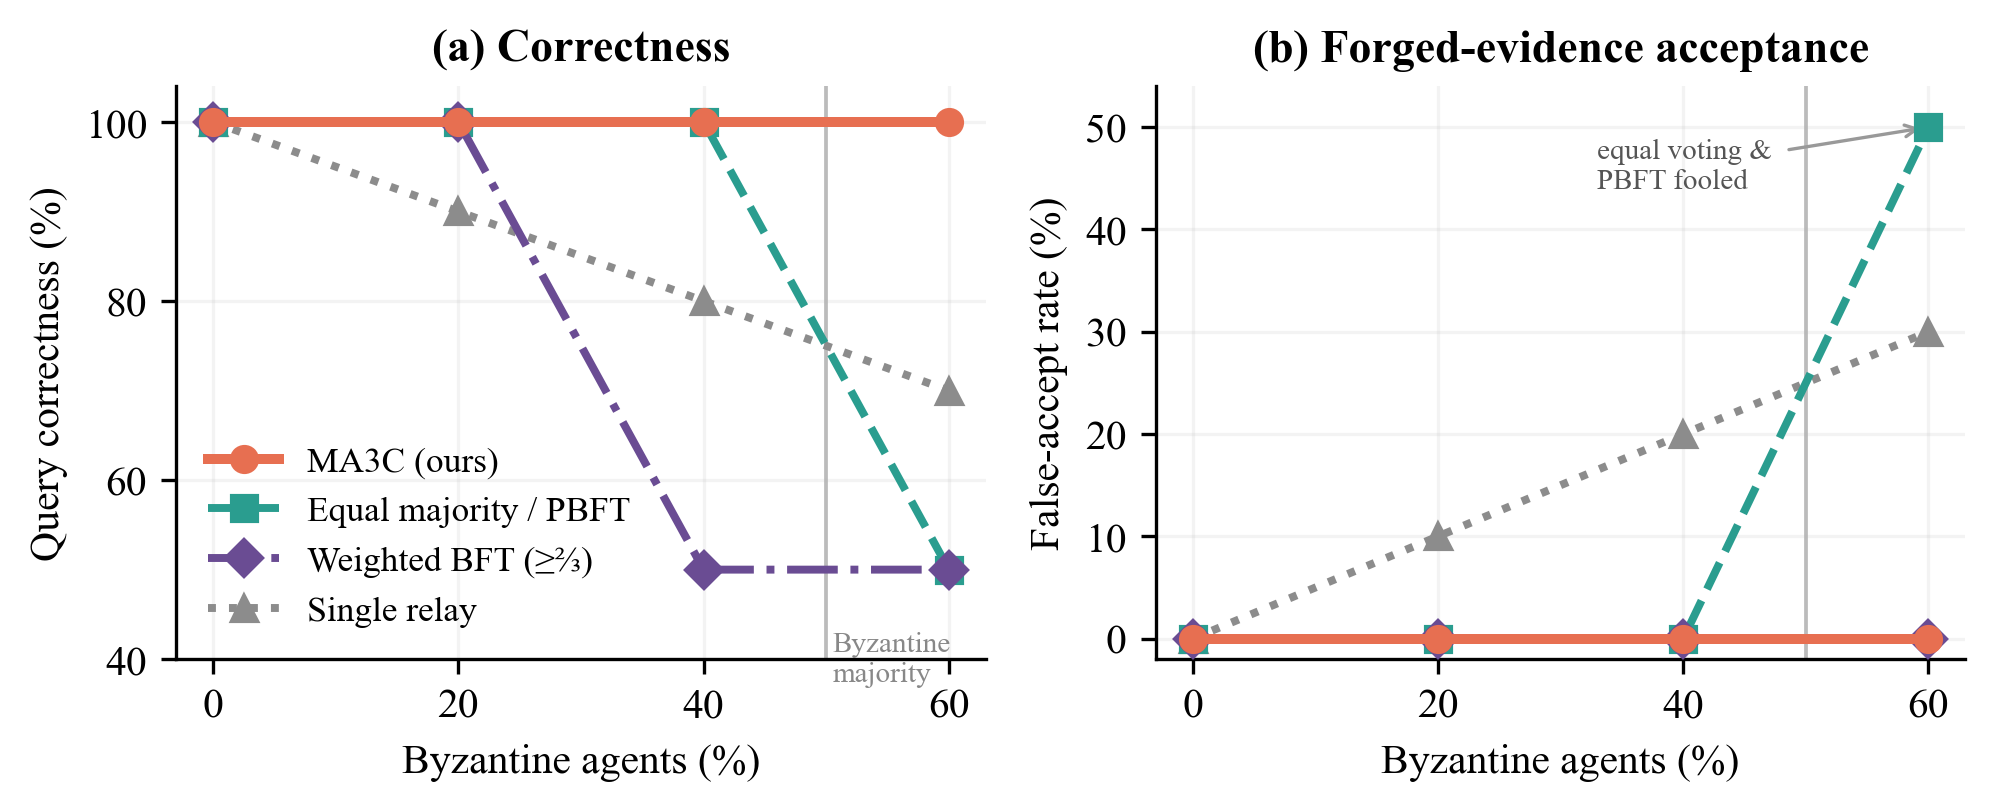 (a) Correctness
Query correctness (%)
100
80
60
40
MA3C (ours)
Equal majority / PBFT
Weighted BFT (≥⅔)
Single relay
Byzantine
majority
0 20 40 60
Byzantine agents (%)
(b) Forged-evidence acceptance
False-accept rate (%)
50
40
30
20
10
0
equal voting &
PBFT fooled
0 20 40 60
Byzantine agents (%)